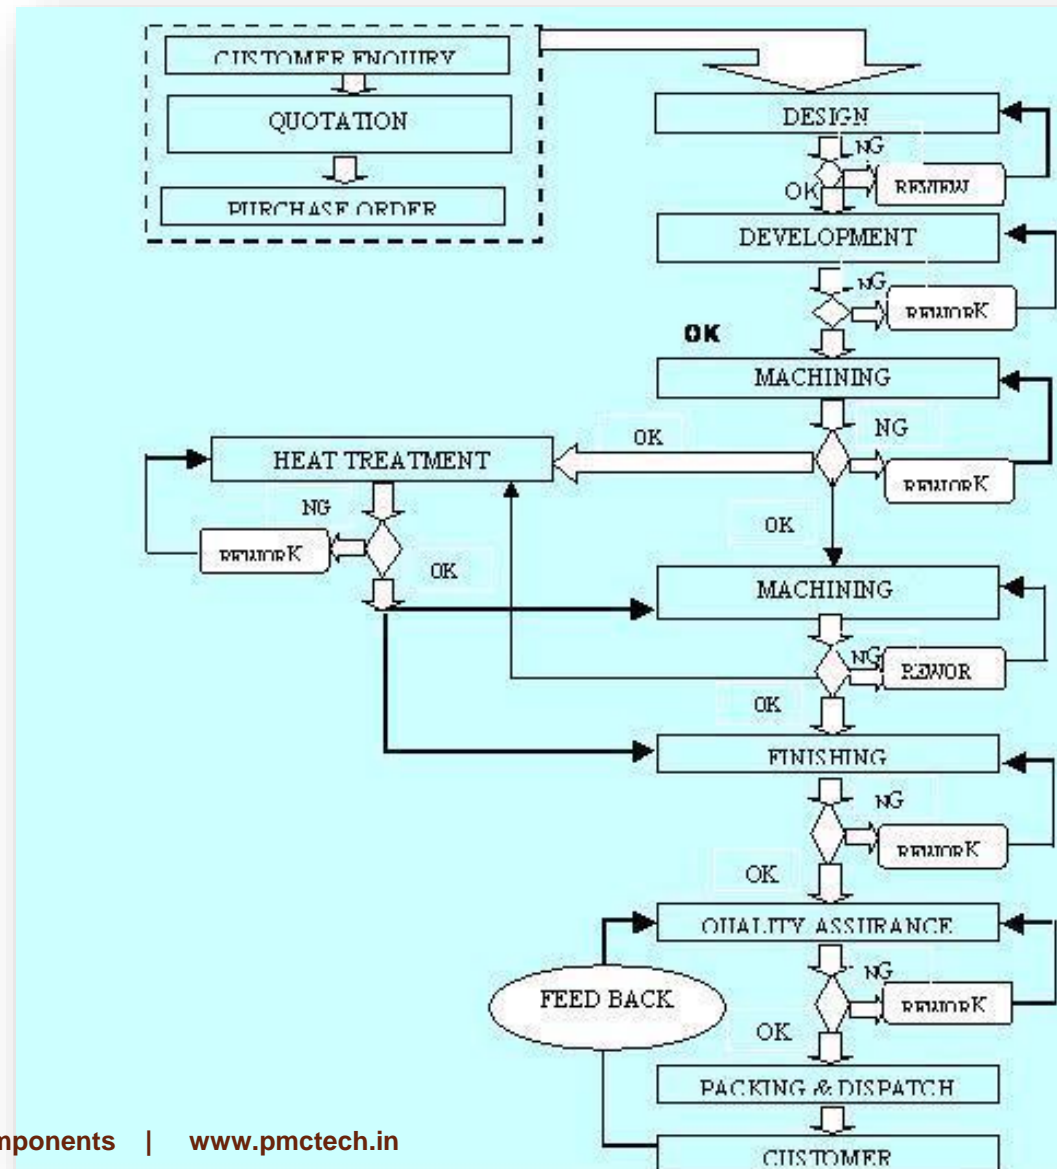 CUSTOMER ENQUIRY
QUOTATION
PURCHASE ORDER
DESIGN
NG
REVIEW
OK
DEVELOPMENT
NG
REWORK
OK
MACHINING
NG
OK
HEAT TREATMENT
REWORK
NG
OK
REWORK
OK
MACHINING
NG
REWOR
OK
FINISHING
NG
REWORK
OK
QUALITY ASSURANCE
NG
FEED BACK
REWORK
OK
PACKING & DISPATCH
mponents | www.pmctech.in
CUSTOMER